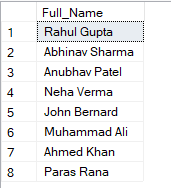 Full_Name
1 Rahul Gupta
2 Abhinav Sharma
3 Anubhav Patel
4 Neha Verma
5 John Bernard
6 Muhammad Ali
7 Ahmed Khan
8 Paras Rana